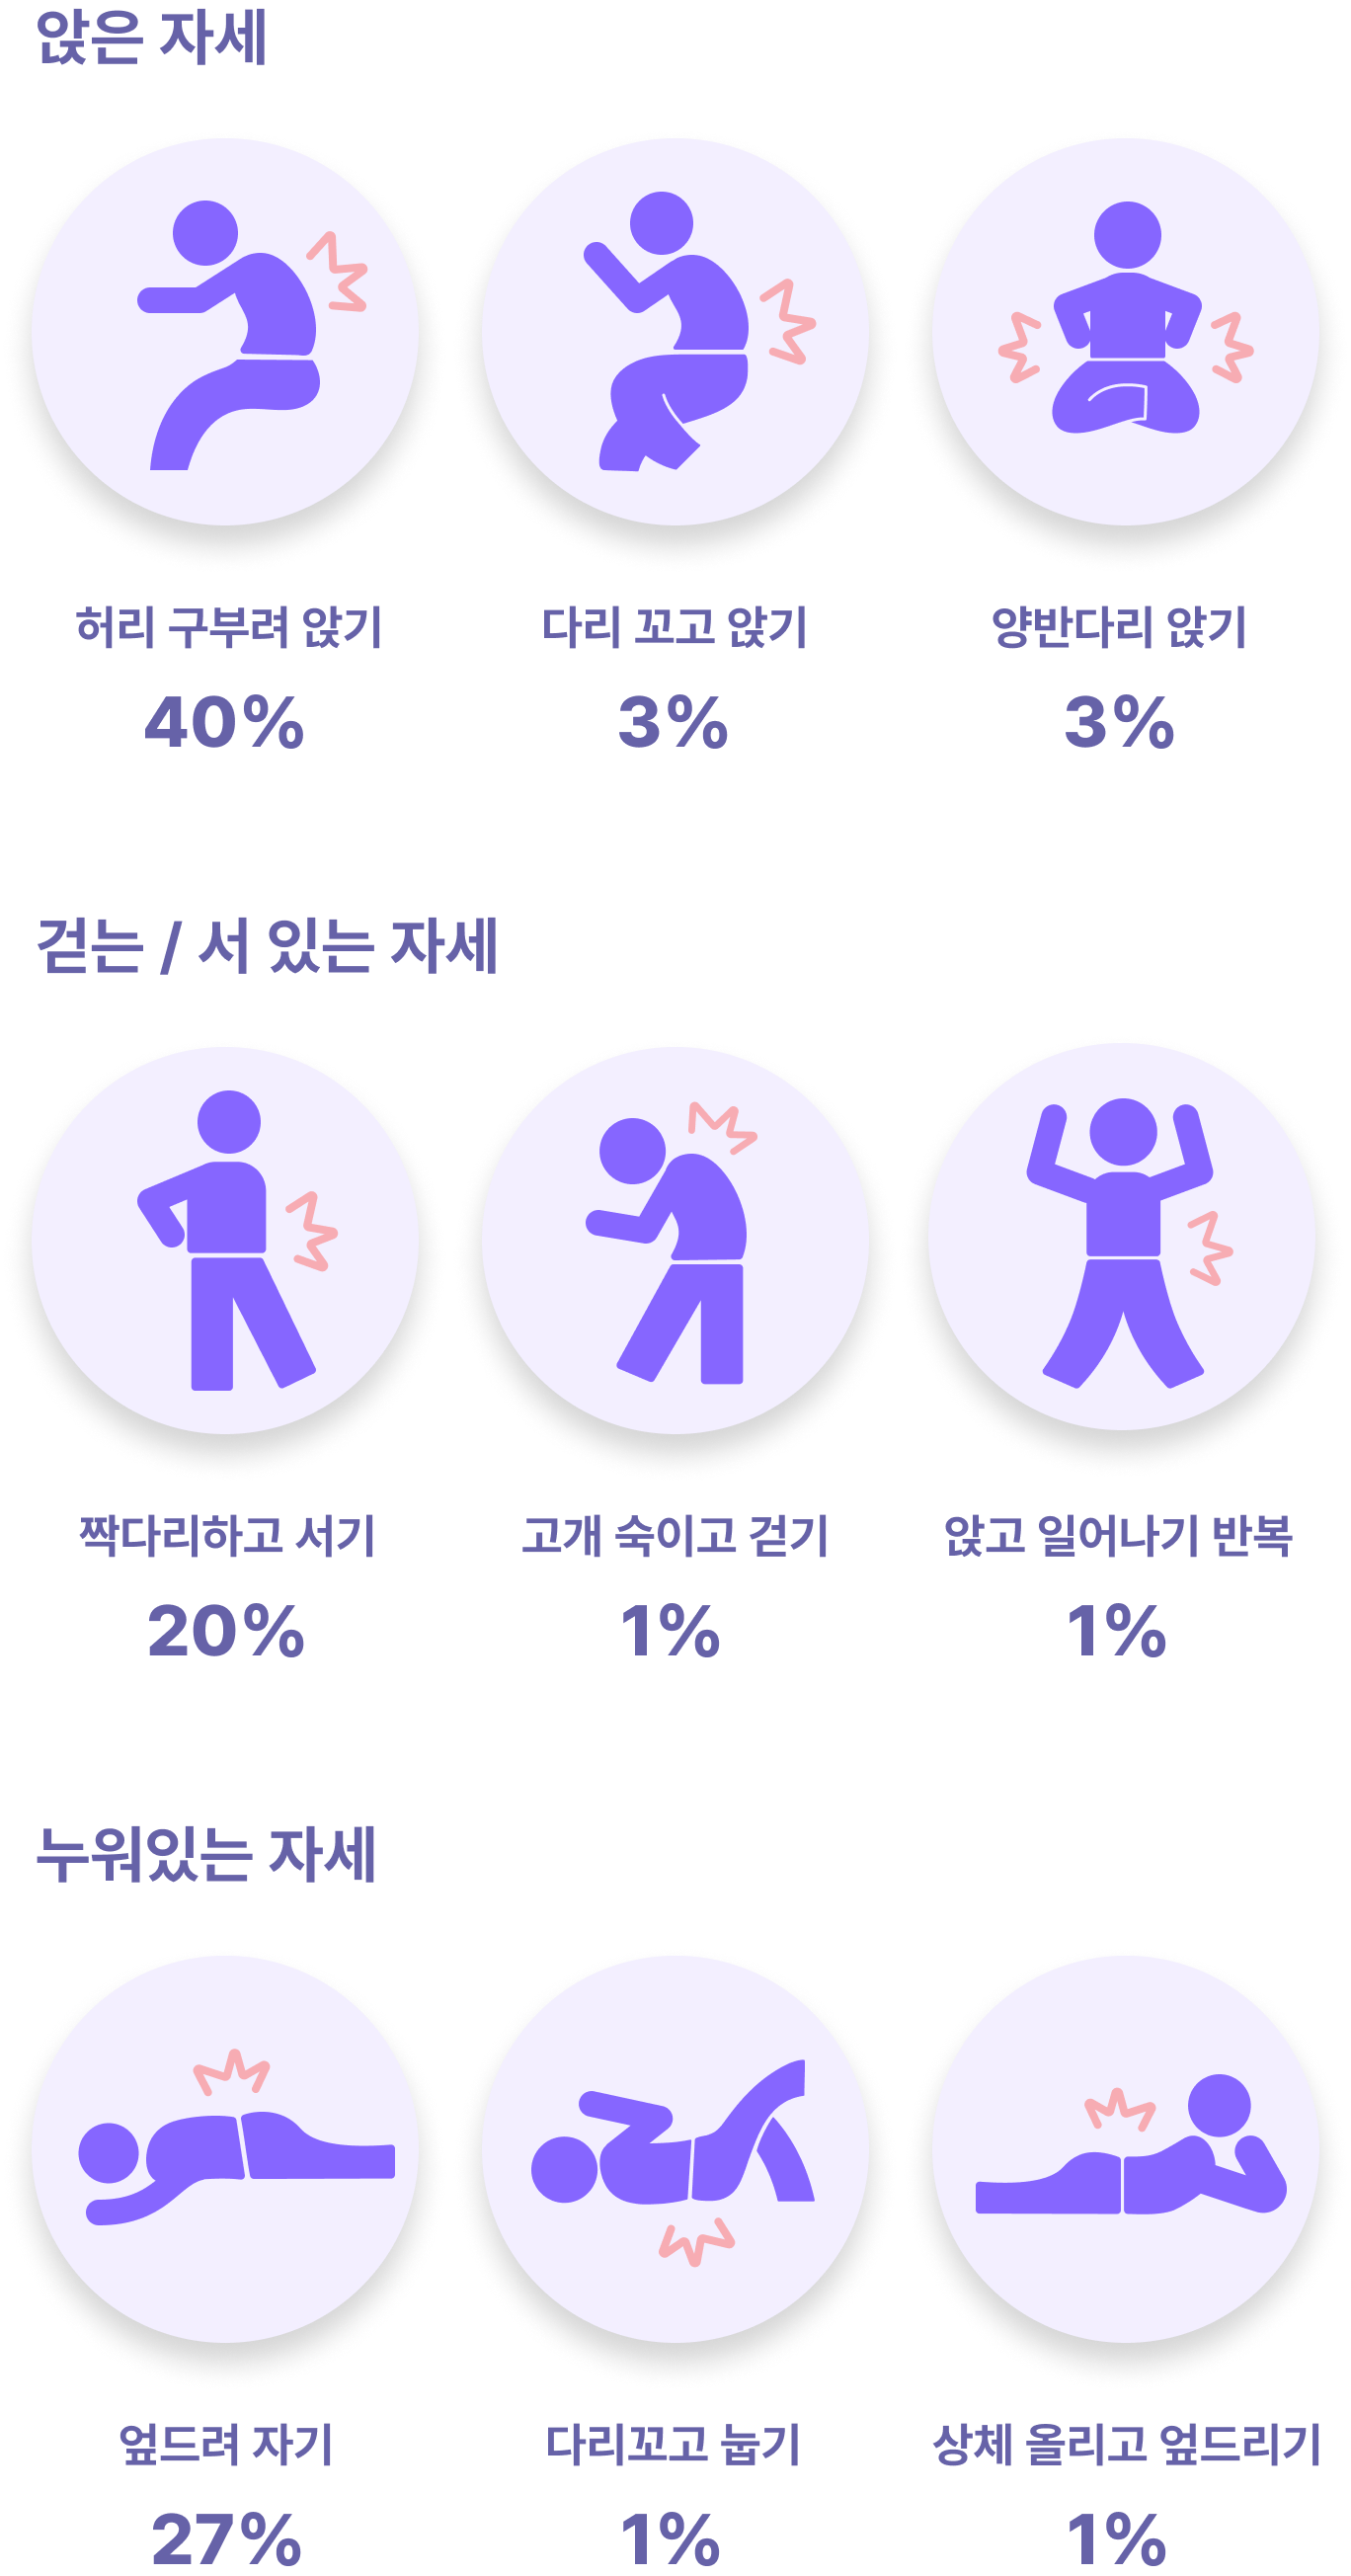 앉은 자세
허리 구부려 앉기
다리 꼬고 앉기
양반다리 앉기
40%
3%
3%
걷는 / 서 있는 자세
짝다리하고 서기
고개 숙이고 걷기
앉고 일어나기 반복
20%
1%
1%
누워있는 자세
엎드려 자기
다리꼬고 눕기
상체 올리고 엎드리기
27%
1%
1%